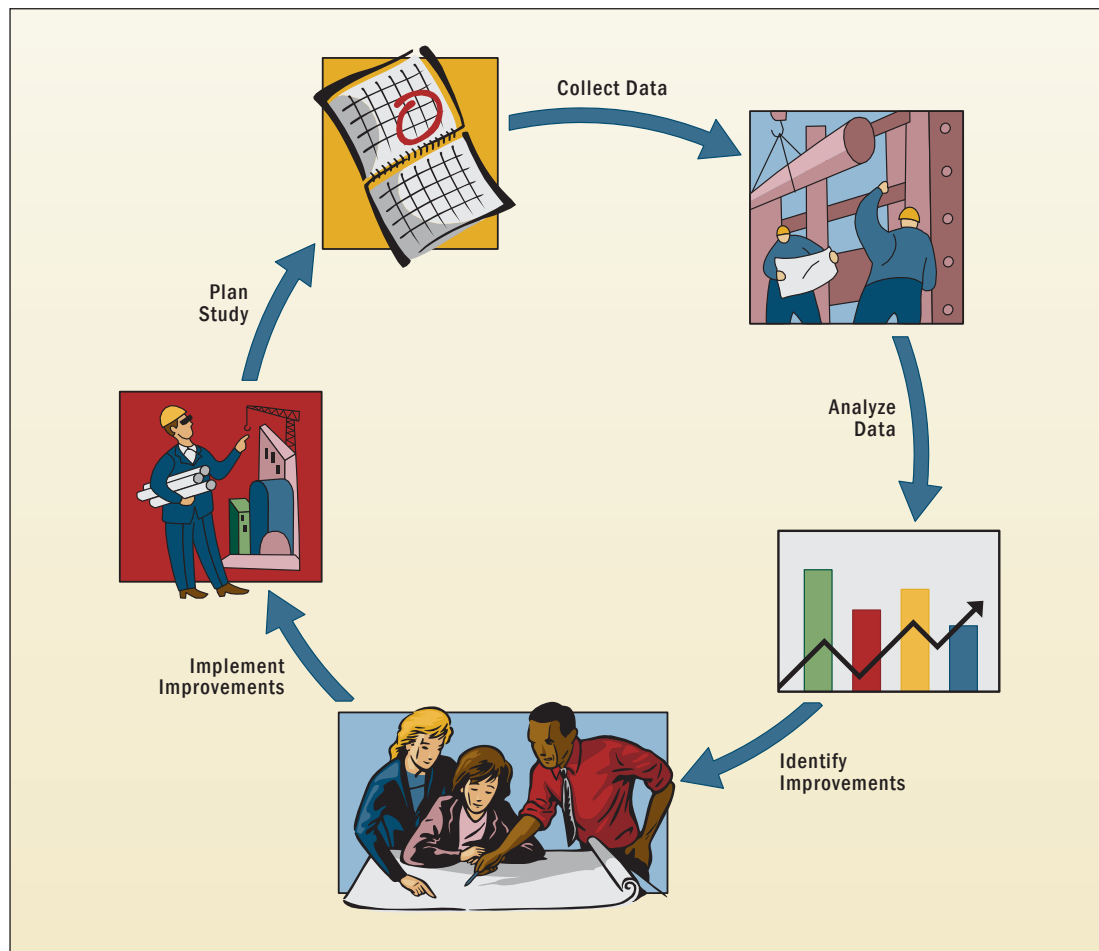 Collect Data
Plan
Study
Analyze
Data
Implement
Improvements
Identify
Improvements